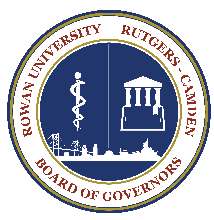 ROWAN UNIVERSITY RUTGERS - CAMDEN
BOARD OF GOVERNORS